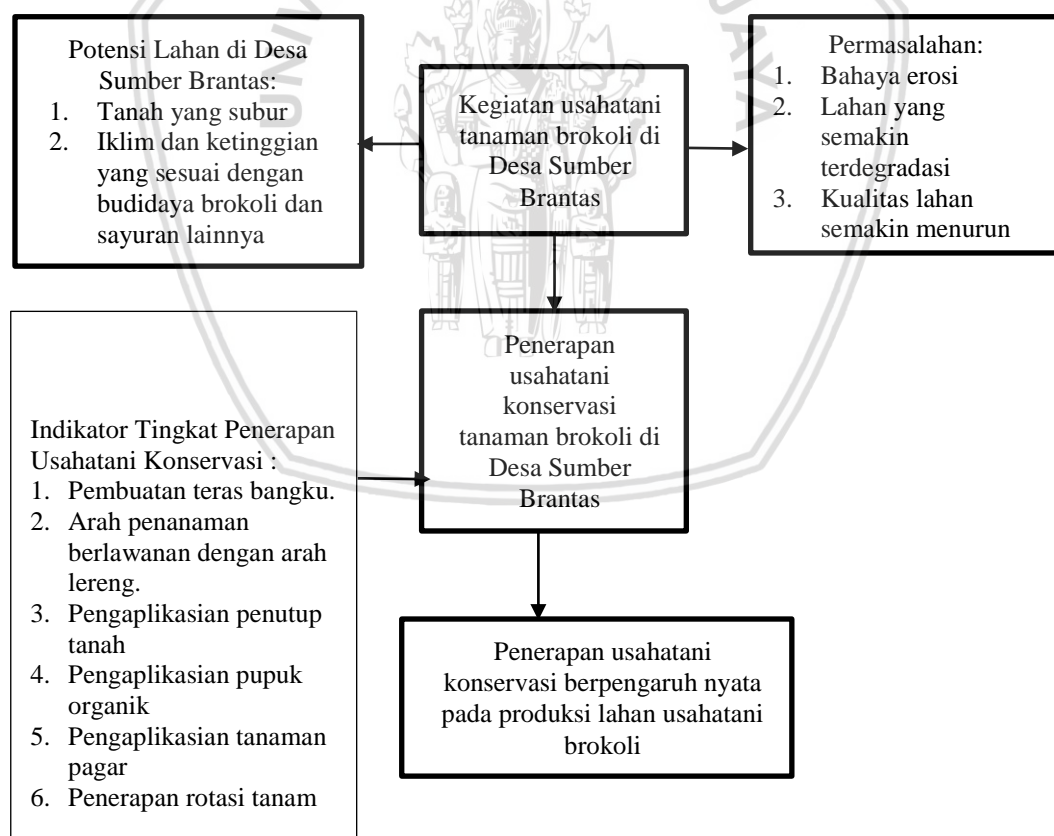 Potensi Lahan di Desa
Sumber Brantas:
1. Tanah yang subur
2. Iklim dan ketinggian
yang sesuai dengan
budidaya brokoli dan
sayuran lainnya
Kegiatan usahatani
tanaman brokoli di
Desa Sumber
Brantas
Permasalahan:
1. Bahaya erosi
2. Lahan yang
semakin
terdegradasi
3. Kualitas lahan
semakin menurun
Indikator Tingkat Penerapan
Usahatani Konservasi :
1. Pembuatan teras bangku.
2. Arah penanaman
berlawanan dengan arah
lereng.
3. Pengaplikasian penutup
tanah
4. Pengaplikasian pupuk
organik
5. Pengaplikasian tanaman
pagar
6. Penerapan rotasi tanam
Penerapan
usahatani
konservasi
tanaman brokoli di
Desa Sumber
Brantas
Penerapan usahatani
konservasi berpengaruh nyata
pada produksi lahan usahatani
brokoli